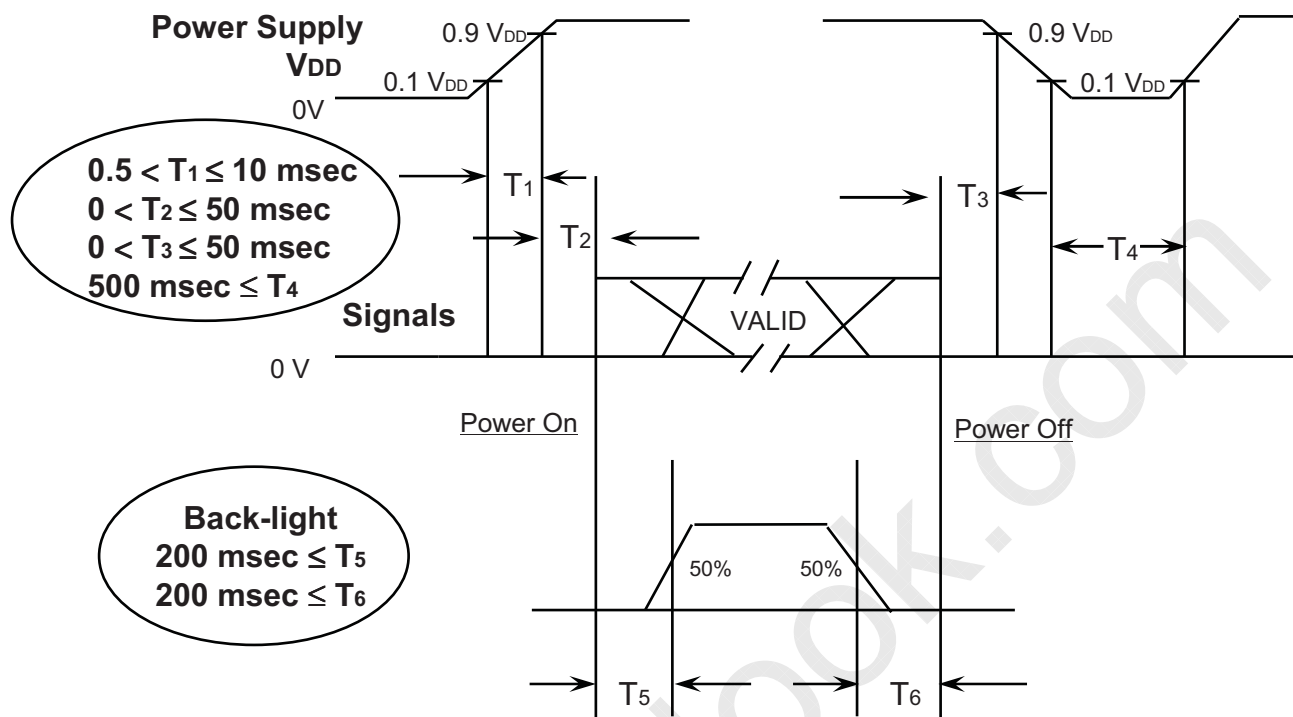 Power Supply
VDD
0.9 VDD
0.1 VDD
0V
0.9 VDD
0.1 VDD
0.5 < T1 ≤ 10 msec
0 < T2 ≤ 50 msec
0 < T3 ≤ 50 msec
500 msec ≤ T4
T1
T2
T3
T4
Signals
VALID
0 V
Power On
Power Off
Back-light
200 msec ≤ T5
200 msec ≤ T6
50%
50%
T5
T6
ook.com